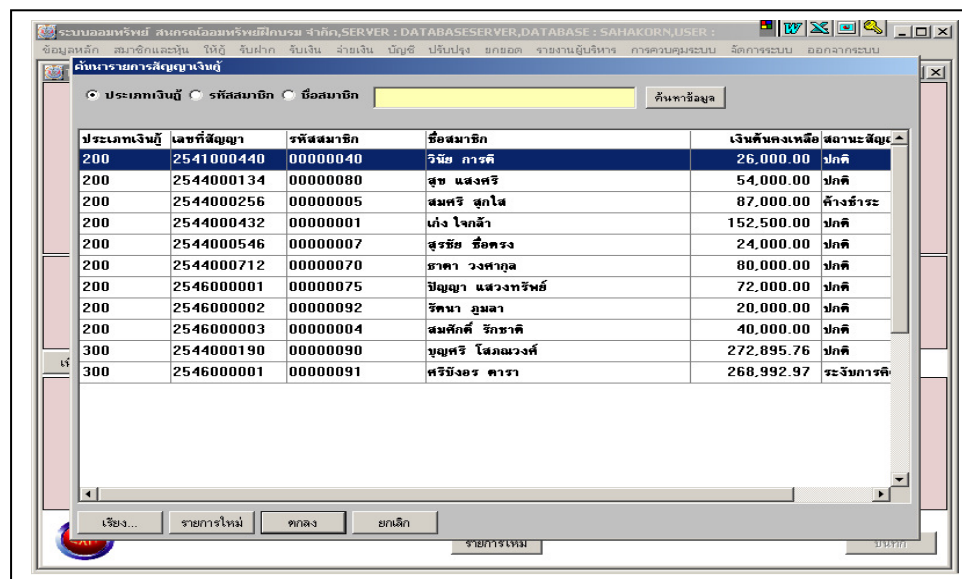 ระบบออมทรัพย์ สหกรณ์ออมทรัพย์ฝึกอบรม จำกัด,SERVER : DATABASESERVER,DATABASE : SAHAKORN,USER :
ข้อมูลหลัก สมาชิกและหุ้น ให้กู้ รับฝาก รับเงิน จ่ายเงิน บัญชี ปรับปรุง ยกยอด รายงานผู้บริหาร การควบคุมระบบ จัดการระบบ ออกจากระบบ
ค้นหารายการสัญญาเงินกู้
ประเภทเงินกู้ รหัสสมาชิก ชื่อสมาชิก ค้นหาข้อมูล
ประเภทเงินกู้ เลขที่สัญญา รหัสสมาชิก ชื่อสมาชิก เงินต้นคงเหลือ สถานะสัญญ
200 2541000440 00000040 วินัย การดี 26,000.00 ปกติ
200 2544000134 00000080 สุข แสงศรี 54,000.00 ปกติ
200 2544000256 00000005 สมศรี สุกใส 87,000.00 ค้างชำระ
200 2544000432 00000001 เก่ง ใจกล้า 152,500.00 ปกติ
200 2544000546 00000007 สุรชัย ซื่อตรง 24,000.00 ปกติ
200 2544000712 00000070 ธาดา วงศากุล 80,000.00 ปกติ
200 2546000001 00000075 ปัญญา แสวงทรัพย์ 72,000.00 ปกติ
200 2546000002 00000092 รัตนา ภูมลา 20,000.00 ปกติ
200 2546000003 00000004 สมศักดิ์ รักชาติ 40,000.00 ปกติ
300 2544000190 00000090 บุญศรี โสภณวงศ์ 272,895.76 ปกติ
300 2546000001 00000091 ศรีบังอร ดารา 268,992.97 ระงับการคิ
เรียง... รายการใหม่ ตกลง ยกเลิก
รายการใหม่ บันทึก